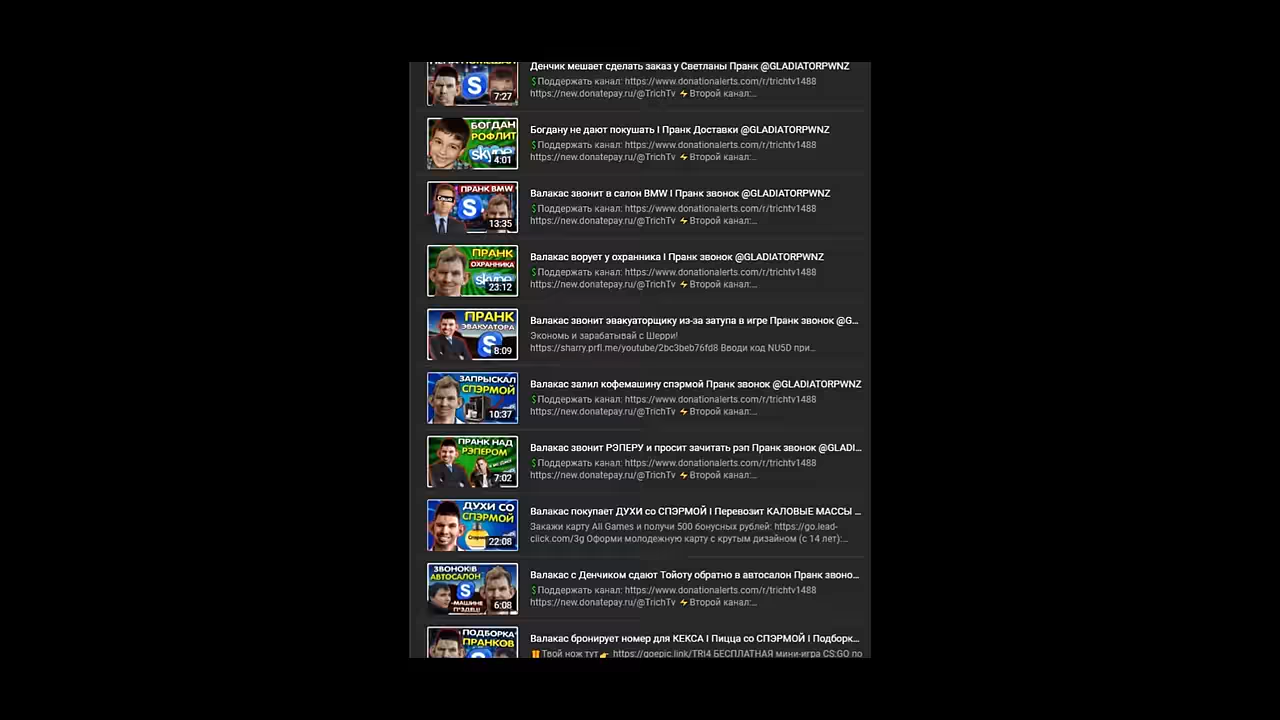 ПОМЕШАЛ
7:27
Денчик мешает сделать заказ у Светланы Пранк @GLADIATORPWNZ
$Поддержать канал: https://www.donationalerts.com/r/trichtv1488
https://new.donatepay.ru/@TrichTv ⚡Второй канал:...
БОГДАН
РОФЛИТ
skype
4:01
Богдану не дают покушать I Пранк Доставки @GLADIATORPWNZ
$Поддержать канал: https://www.donationalerts.com/r/trichtv1488
https://new.donatepay.ru/@TrichTv ⚡Второй канал:...
ПРАНК BMW
Саша
13:35
Валакас звонит в салон BMW I Пранк звонок @GLADIATORPWNZ
$Поддержать канал: https://www.donationalerts.com/r/trichtv1488
https://new.donatepay.ru/@TrichTv ⚡Второй канал:...
ПРАНК
ОХРАННИКА
skype
23:12
Валакас ворует у охранника I Пранк звонок @GLADIATORPWNZ
$Поддержать канал: https://www.donationalerts.com/r/trichtv1488
https://new.donatepay.ru/@TrichTv ⚡Второй канал:...
ПРАНК
ЭВАКУАТОРА
8:09
Валакас звонит эвакуаторщику из-за затупа в игре Пранк звонок @G...
Экономь и зарабатывай с Шерри!
https://sharry.prfl.me/youtube/2bc3beb76fd8 Вводи код NU5D при...
ЗАПРЫСКАЛ
СПЭРМОЙ
10:37
Валакас залил кофемашину спэрмой Пранк звонок @GLADIATORPWNZ
$Поддержать канал: https://www.donationalerts.com/r/trichtv1488
https://new.donatepay.ru/@TrichTv ⚡Второй канал:...
ПРАНК НАД
РЭПЕРОМ
7:02
Валакас звонит РЭПЕРУ и просит зачитать рэп Пранк звонок @GLADI...
$Поддержать канал: https://www.donationalerts.com/r/trichtv1488
https://new.donatepay.ru/@TrichTv ⚡Второй канал:...
ДУХИ СО
СПЭРМОЙ
22:08
Валакас покупает ДУХИ со СПЭРМОЙ I Перевозит КАЛОВЫЕ МАССЫ ...
Закажи карту All Games и получи 500 бонусных рублей: https://go.lead-
ciick.com/3g Оформи молодежную карту с крутым дизайном (с 14 лет):...
ЗВОНОК В
АВТОСАЛОН
-МАШИНЕ
П*ЗДЕЦ!
6:08
Валакас с Денчиком сдают Тойоту обратно в автосалон Пранк звоно...
$Поддержать канал: https://www.donationalerts.com/r/trichtv1488
https://new.donatepay.ru/@TrichTv ⚡Второй канал:...
ПОДБОРКА
ПРАНКОВ
Валакас бронирует номер для КЕКСА I Пицца со СПЭРМОЙ I Подборк...
Твой нож тут👉 https://goepic.link/TRI4 БЕСПЛАТНАЯ мини-игра CS:GO по